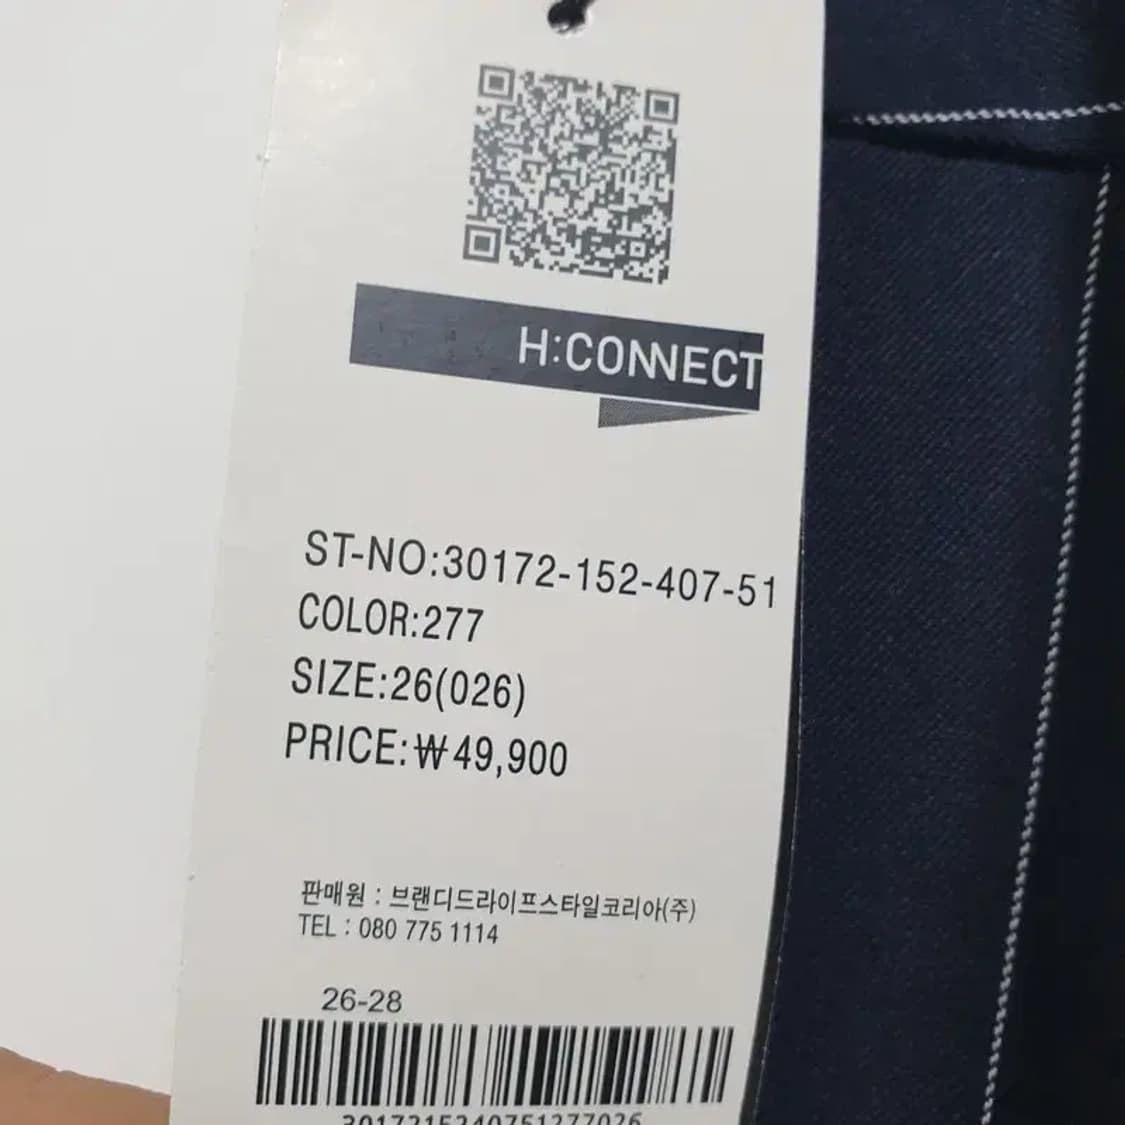 H:CONNECT
ST-NO:30172-152-407-51
COLOR:277
SIZE:26(026)
PRICE:₩49,900
판매원 : 브랜디드라이프스타일코리아(주)
TEL : 080 775 1114
26-28
3017215240751277026